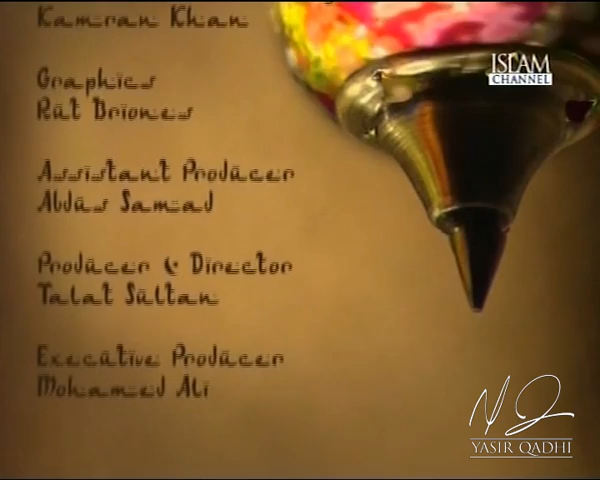 Kamran Khan
Graphics
Rut Driones
Assistant Producer
Abdus Samad
Producer & Director
Talat Sultan
Executive Producer
Mohamed Ali
ISLAM
CHANNEL
YASIR QADHI